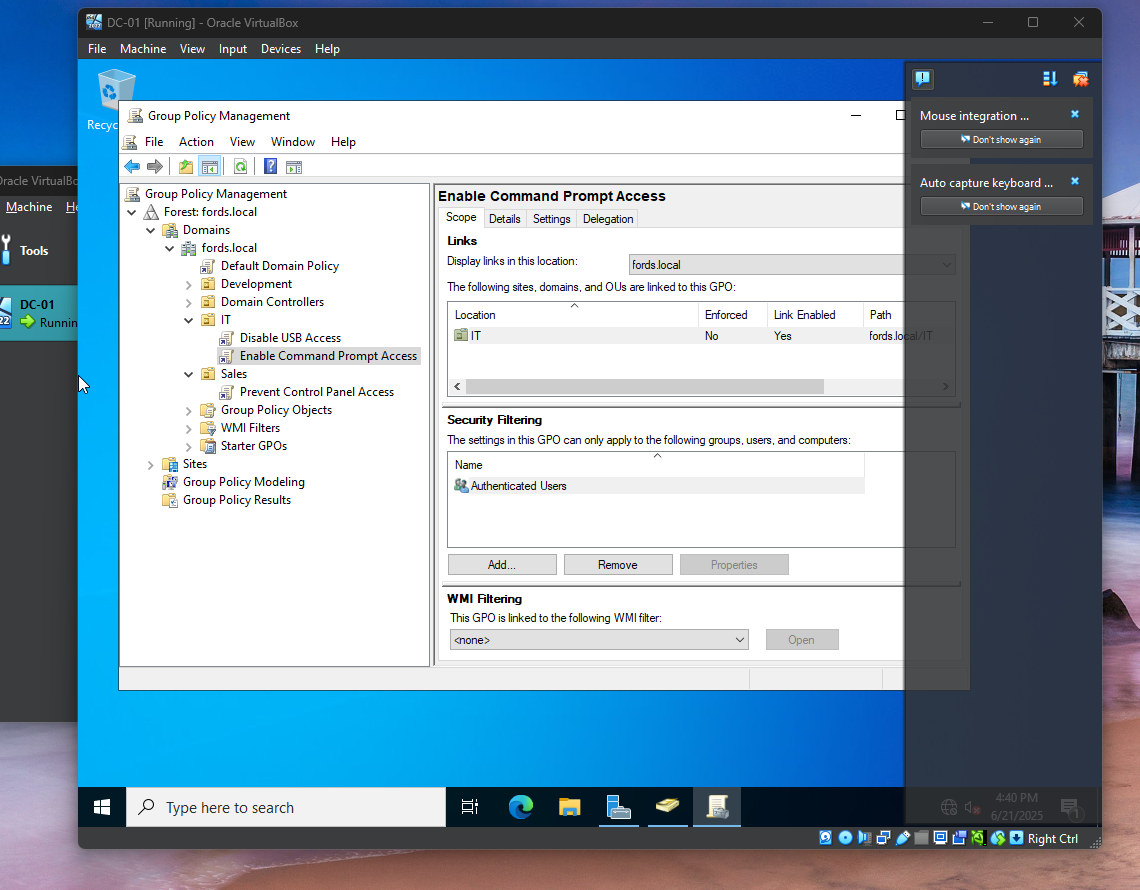 DC-01 [Running] - Oracle VirtualBox
File Machine View Input Devices Help
Recyc
Group Policy Management
File Action View Window Help
Group Policy Management
Forest: fords.local
Domains
fords.local
Default Domain Policy
Development
Domain Controllers
IT
Disable USB Access
Enable Command Prompt Access
Sales
Prevent Control Panel Access
Group Policy Objects
WMI Filters
Starter GPOs
Sites
Group Policy Modeling
Group Policy Results
Enable Command Prompt Access
Scope Details Settings Delegation
Links
Display links in this location: fords.local
The following sites, domains, and OUs are linked to this GPO:
Location Enforced Link Enabled Path
IT No Yes fords.local/IT
Security Filtering
The settings in this GPO can only apply to the following groups, users, and computers:
Name
Authenticated Users
Add... Remove Properties
WMI Filtering
This GPO is linked to the following WMI filter:
<none> Open
Mouse integration ...
Don't show again
Auto capture keyboard ...
Don't show again
Oracle VirtualBo
Machine He
Tools
DC-01
Runnin
22
Type here to search
4:40 PM
6/21/2025
1
Right Ctrl